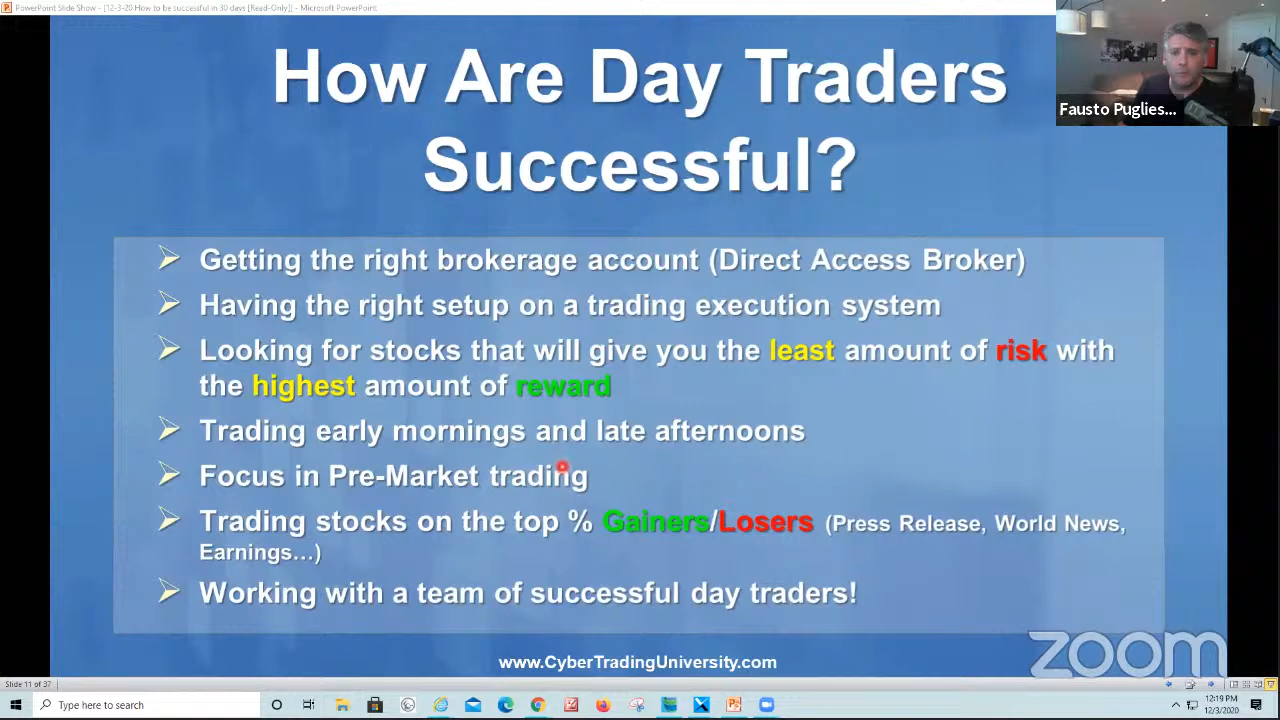 PowerPoint Slide Show - [12-3-20 How to be successful in 30 days [Read-Only]] - Microsoft PowerPoint
How Are Day Traders
Successful?
Fausto Puglies...
Getting the right brokerage account (Direct Access Broker)
Having the right setup on a trading execution system
Looking for stocks that will give you the least amount of risk with
the highest amount of reward
Trading early mornings and late afternoons
Focus in Pre-Market trading
Trading stocks on the top % Gainers/Losers (Press Release, World News,
Earnings...)
Working with a team of successful day traders!
www.CyberTradingUniversity.com
zoom
Slide 11 of 37
Type here to search
12:19 PM
12/3/2020